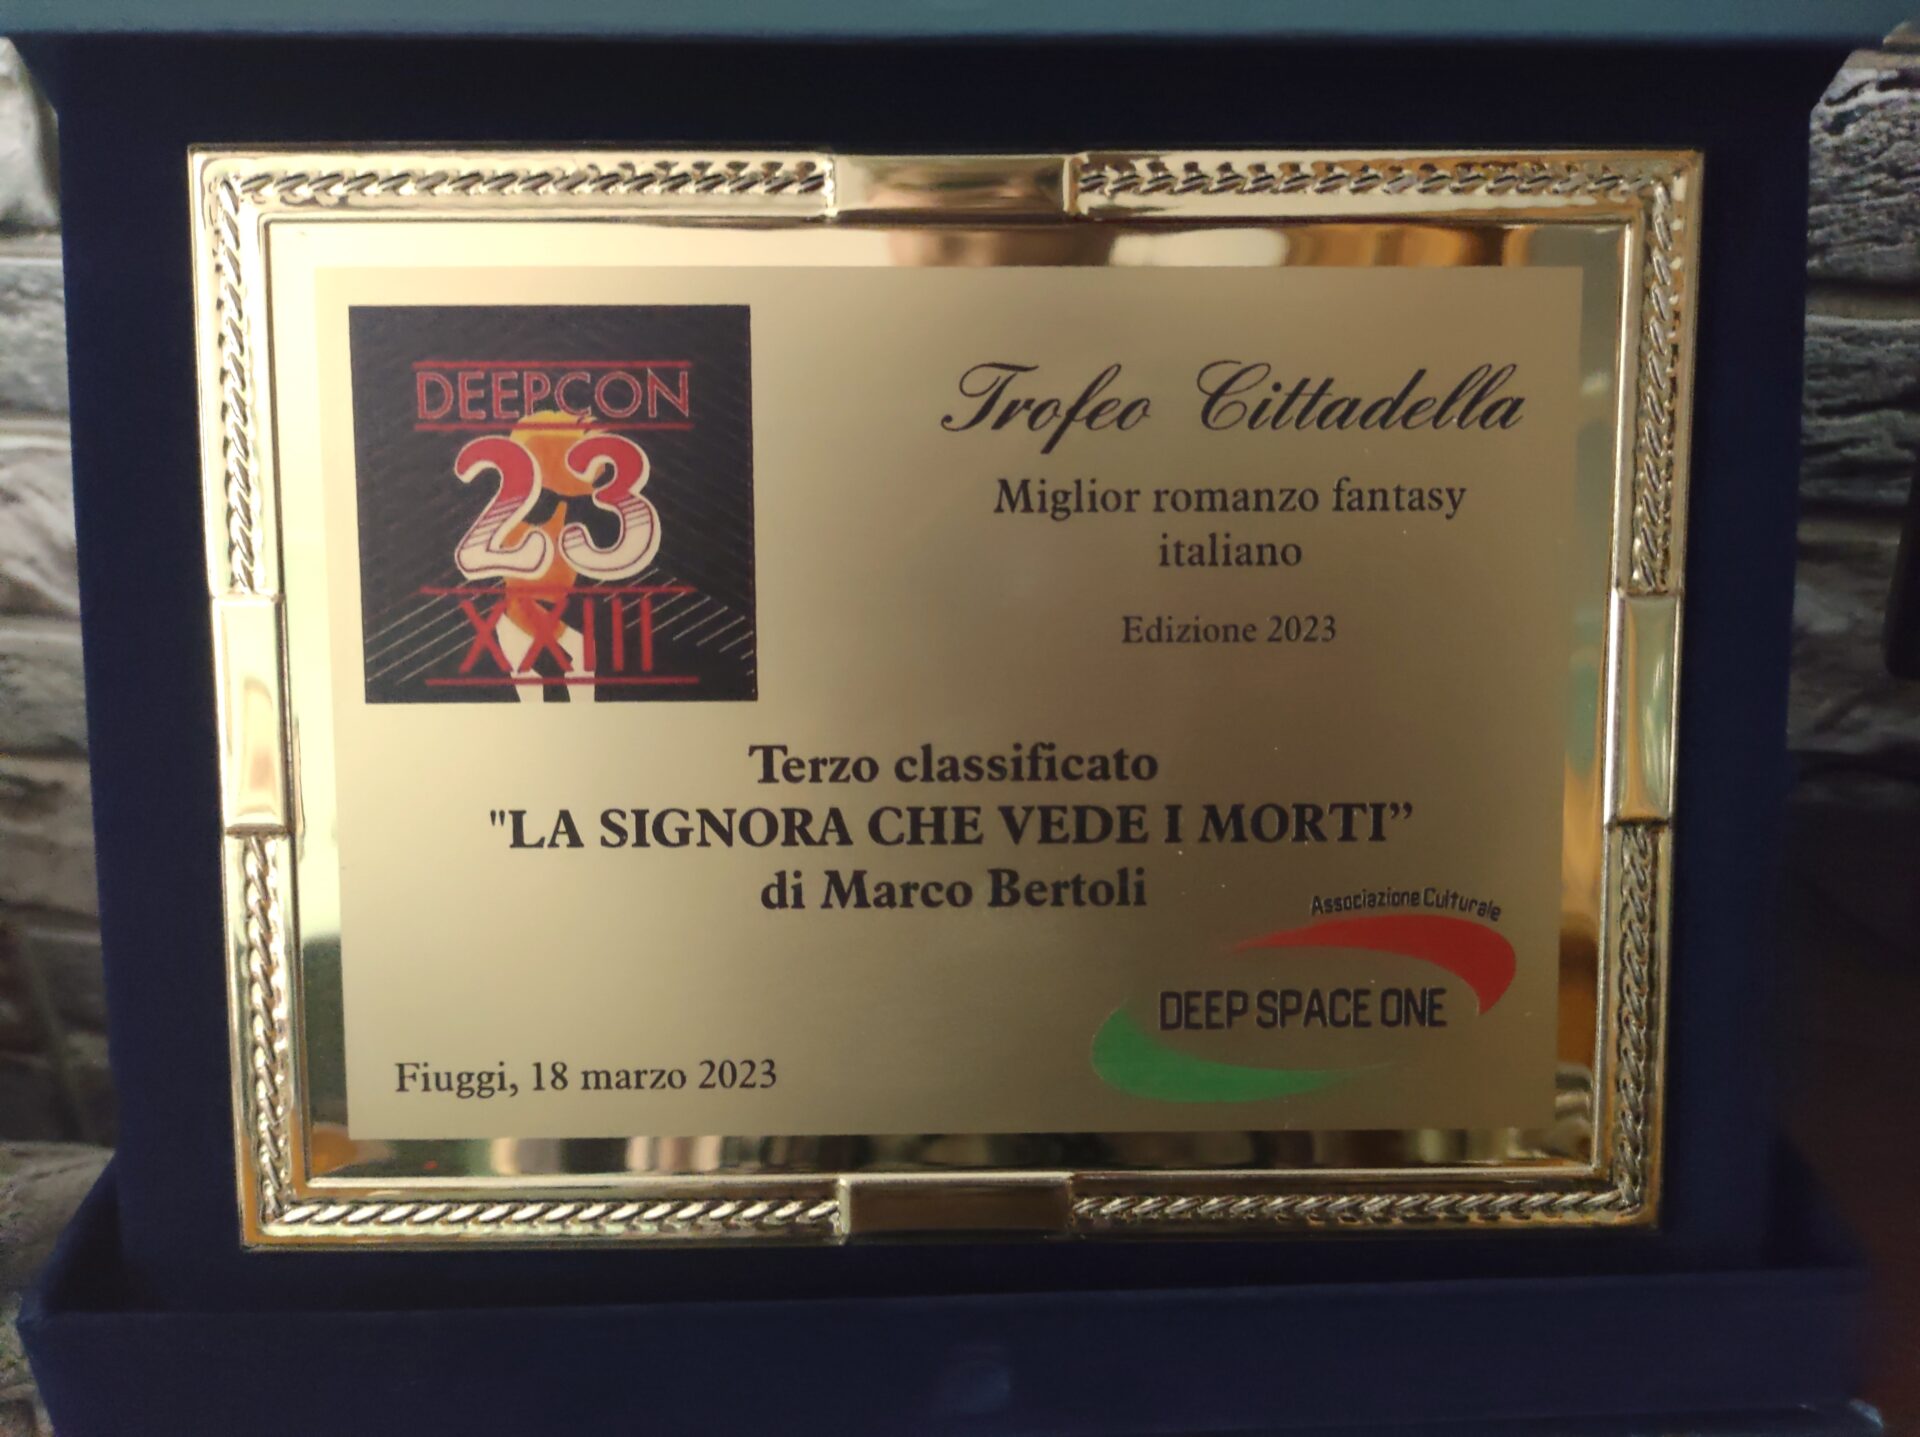 DEEPCON
23
XXIII
Trofeo Cittadella
Miglior romanzo fantasy
italiano
Edizione 2023
Terzo classificato
"LA SIGNORA CHE VEDE I MORTI”
di Marco Bertoli
Associazione Culturale
DEEP SPACE ONE
Fiuggi, 18 marzo 2023